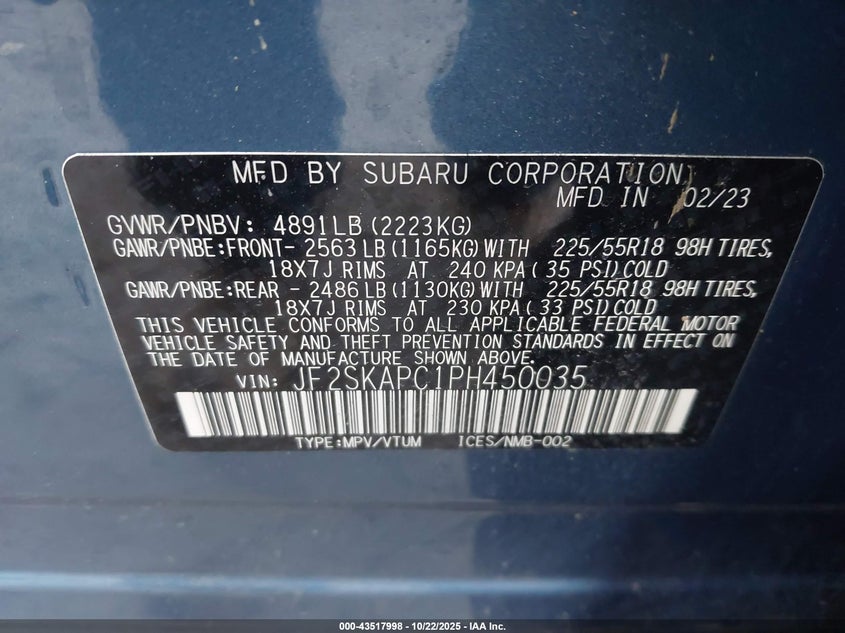 MFD BY SUBARU CORPORATION
MFD IN 02/23
GVWR/PNBV: 4891LB (2223KG)
GAWR/PNBE:FRONT- 2563 LB (1165KG) WITH 225/55R18 98H TIRES,
18X7J RIMS AT 240 KPA ( 35 PSI) COLD
GAWR/PNBE:REAR - 2486 LB (1130KG) WITH 225/55R18 98H TIRES,
18X7J RIMS AT 230 KPA ( 33 PSI) COLD
THIS VEHICLE CONFORMS TO ALL APPLICABLE FEDERAL MOTOR
VEHICLE SAFETY AND THEFT PREVENTION STANDARDS IN EFFECT ON
THE DATE OF MANUFACTURE SHOWN ABOVE.
VIN: JF2SKAPC1PH450035
TYPE:MPV/VTUM ICES/NMB-002
000-43517998 - 10/22/2025 - IAA Inc.